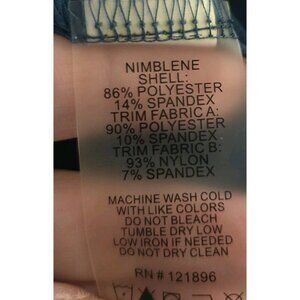 NIMBLENE
SHELL:
86% POLYESTER
14% SPANDEX
TRIM FABRIC A:
90% POLYESTER
10% SPANDEX
TRIM FABRIC B:
93% NYLON
7% SPANDEX
MACHINE WASH COLD
WITH LIKE COLORS
DO NOT BLEACH
TUMBLE DRY LOW
LOW IRON IF NEEDED
DO NOT DRY CLEAN
RN # 121896